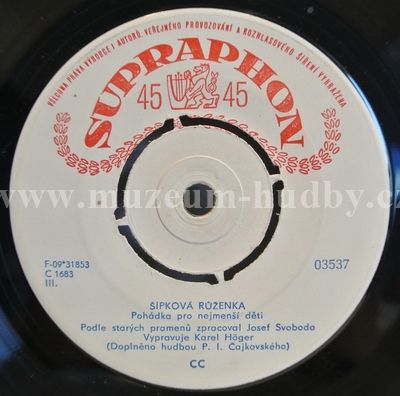 VŠECHNA PRÁVA VÝROBCE I AUTORŮ, VEŘEJNÉHO PROVOZOVÁNÍ A ROZHLASOVÉHO ŠÍŘENÍ VYHRAŽENA
SUPRAPHON
45 45
www.muzeum-hudby.cz
F-09*31853
C 1683
III.
03537
ŠÍPKOVÁ RŮŽENKA
Pohádka pro nejmenší děti
Podle starých pramenů zpracoval Josef Svoboda
Vypravuje Karel Höger
(Doplněno hudbou P. I. Čajkovského)
CC